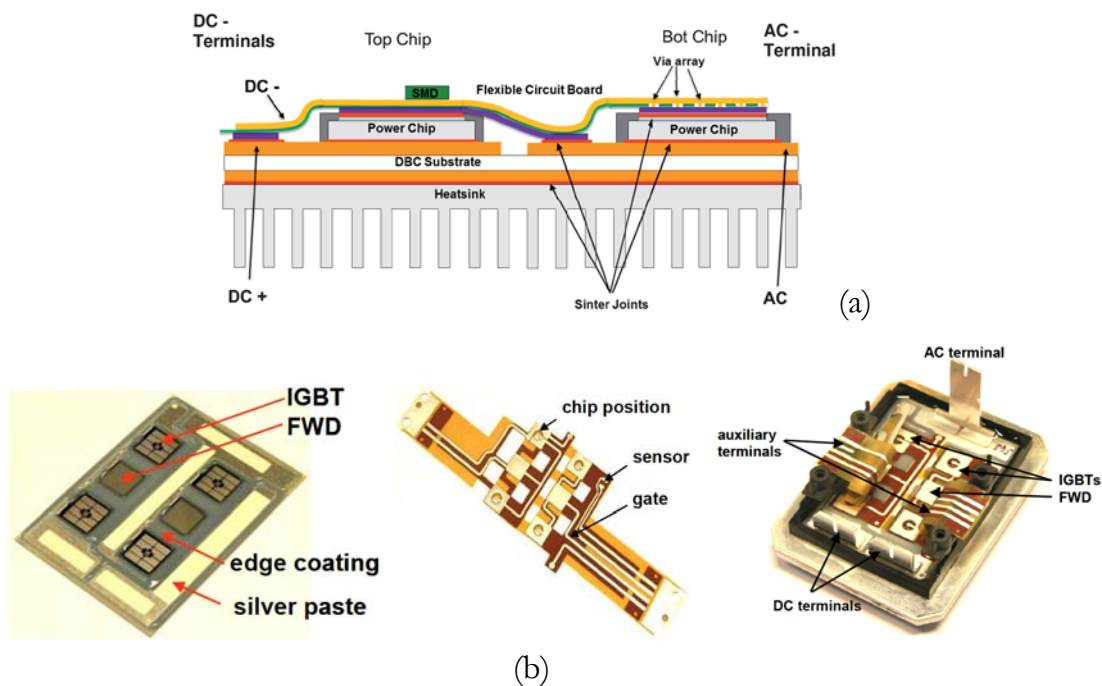 DC -
Terminals
Top Chip
Bot Chip
AC -
Terminal
Via array
DC -
SMD
Flexible Circuit Board
Power Chip
Power Chip
DBC Substrate
Heatsink
DC +
Sinter Joints
AC
(a)
IGBT
FWD
edge coating
silver paste
chip position
sensor
gate
AC terminal
auxiliary
terminals
IGBTs
FWD
DC terminals
(b)